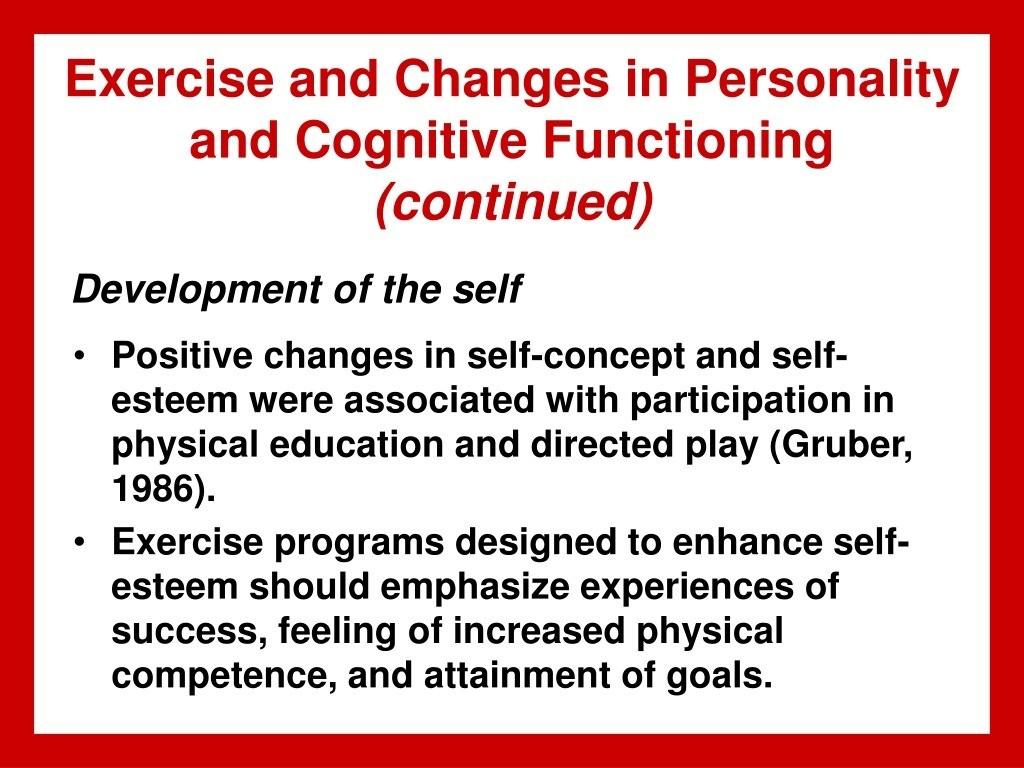 Exercise and Changes in Personality
and Cognitive Functioning
(continued)
Development of the self
• Positive changes in self-concept and self-
esteem were associated with participation in
physical education and directed play (Gruber,
1986).
• Exercise programs designed to enhance self-
esteem should emphasize experiences of
success, feeling of increased physical
competence, and attainment of goals.